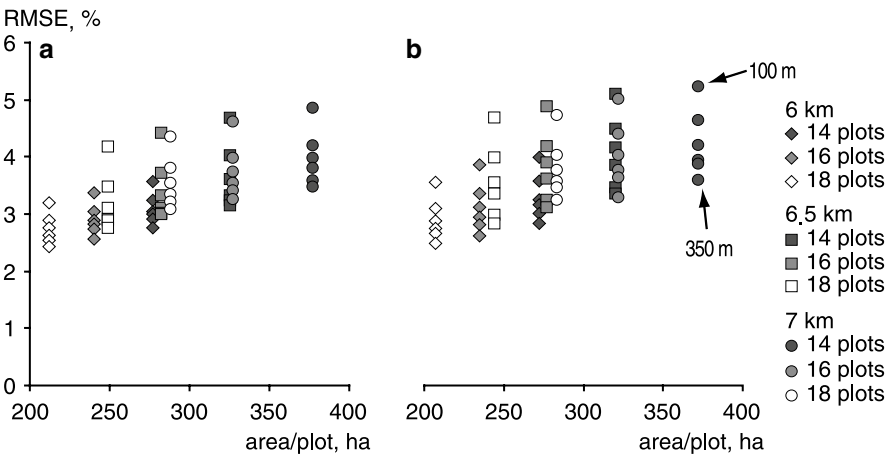 RMSE, %
a
b
6
5
4
3
2
1
0
200 250 300 350 400
area/plot, ha
200 250 300 350 400
area/plot, ha
100 m
350 m
6 km
14 plots
16 plots
18 plots
6.5 km
14 plots
16 plots
18 plots
7 km
14 plots
16 plots
18 plots